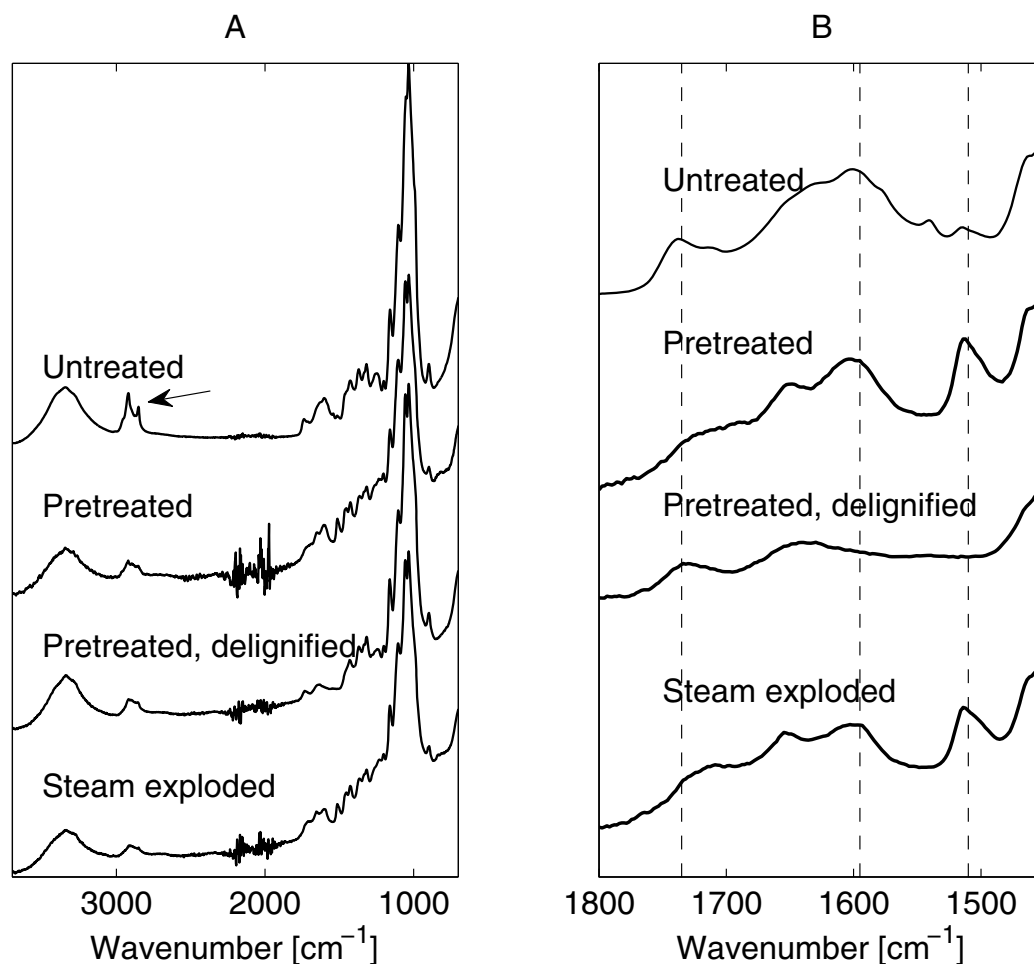 A
Untreated
Pretreated
Pretreated, delignified
Steam exploded
3000 2000 1000
Wavenumber [cm⁻¹]
B
Untreated
Pretreated
Pretreated, delignified
Steam exploded
1800 1700 1600 1500
Wavenumber [cm⁻¹]